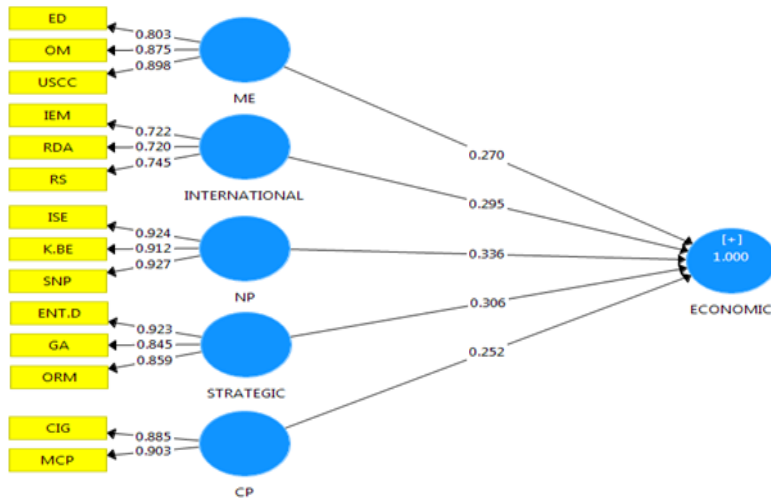 ED
0.803
OM
0.875
USCC
0.898
ME
IEM
0.722
RDA
0.720
RS
0.745
INTERNATIONAL
ISE
0.924
K.BE
0.912
SNP
0.927
NP
ENT.D
0.923
GA
0.845
ORM
0.859
STRATEGIC
CIG
0.885
MCP
0.903
CP
0.270
0.295
0.336
0.306
0.252
[+]
1.000
ECONOMIC